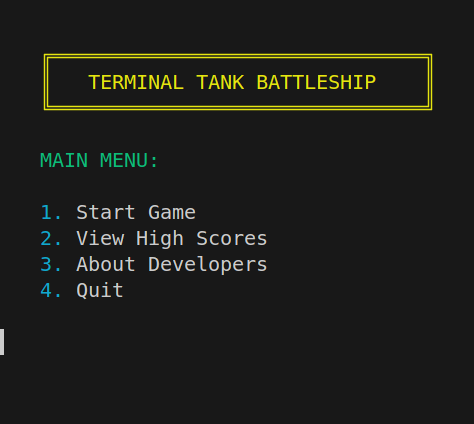 TERMINAL TANK BATTLESHIP
MAIN MENU:
1. Start Game
2. View High Scores
3. About Developers
4. Quit